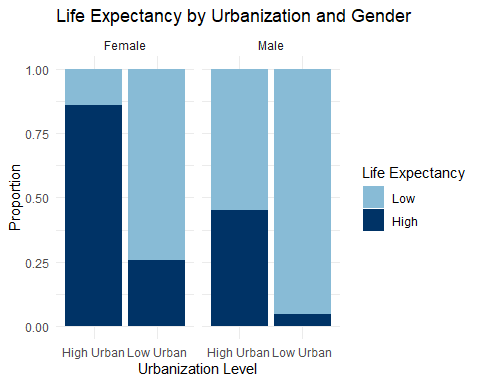 Life Expectancy by Urbanization and Gender
Female
Male
1.00
0.75
0.50
0.25
0.00
Proportion
High Urban Low Urban
High Urban Low Urban
Urbanization Level
Life Expectancy
Low
High